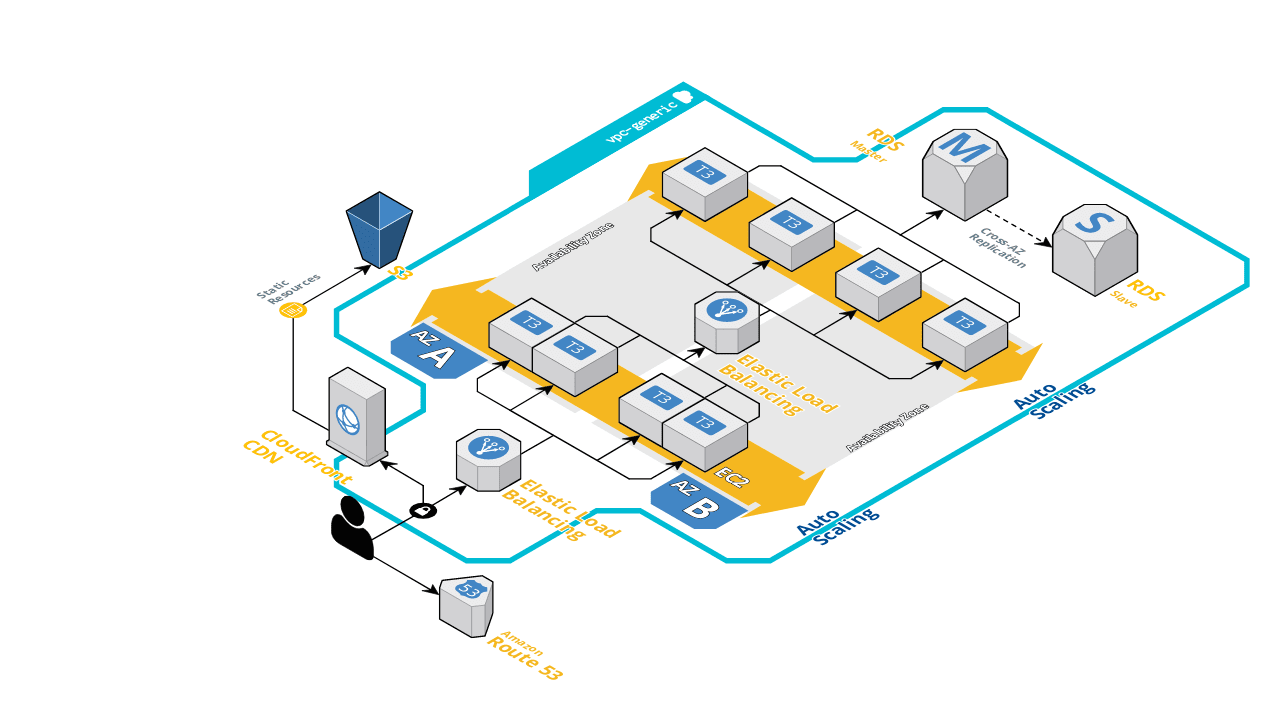 vpc-generic
RDS
Master
M
S
Cross-AZ
Replication
RDS
Slave
T3
T3
T3
T3
Availability Zone
S3
Static
Resources
T3
T3
T3
T3
AZ A
Elastic Load
Balancing
Availability Zone
Auto
Scaling
CloudFront
CDN
EC2
AZ B
Auto
Scaling
Elastic Load
Balancing
53
Amazon
Route 53